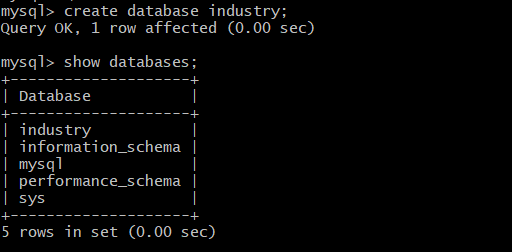 mysql> create database industry;
Query OK, 1 row affected (0.00 sec)
mysql> show databases;
+--------------------+
| Database           |
+--------------------+
| industry           |
| information_schema |
| mysql              |
| performance_schema |
| sys                |
+--------------------+
5 rows in set (0.00 sec)